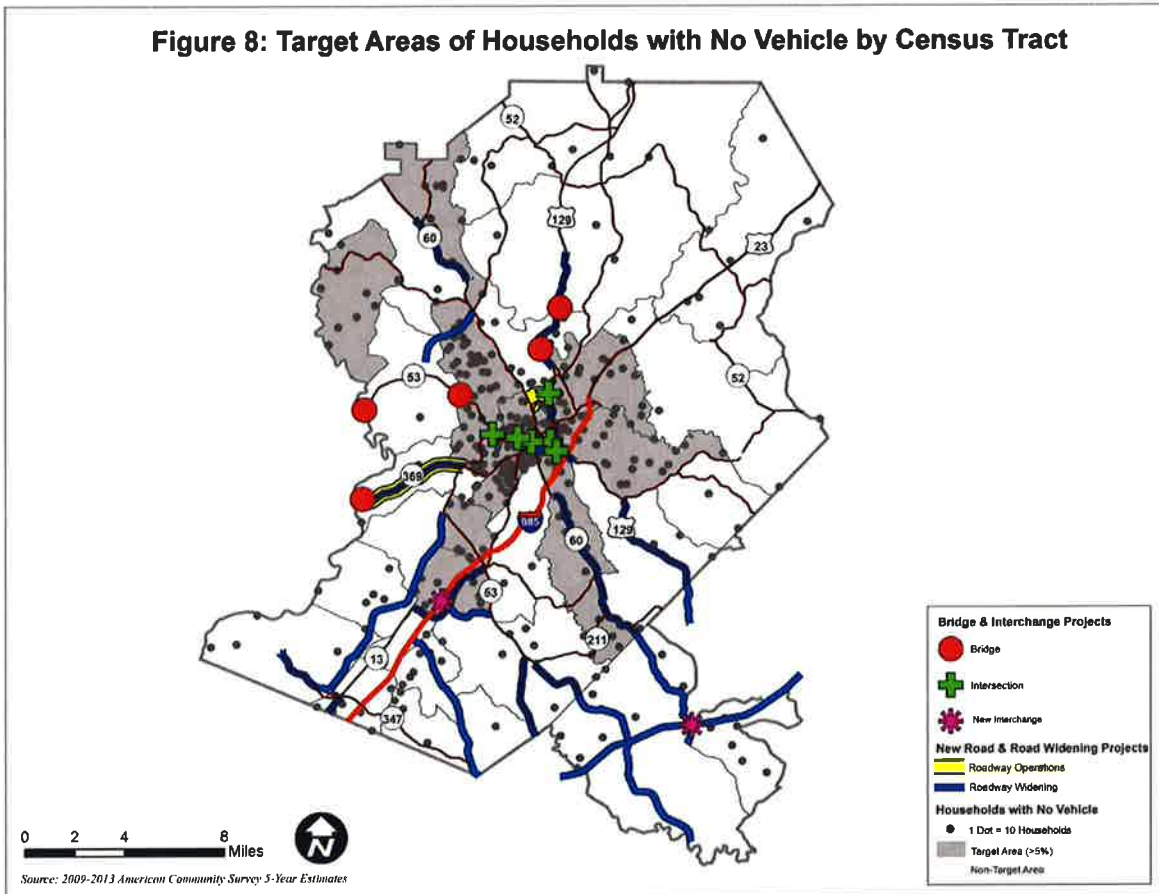 Figure 8: Target Areas of Households with No Vehicle by Census Tract
52
129
60
23
53
52
369
985
129
60
53
211
13
347
Bridge & Interchange Projects
Bridge
Intersection
New Interchange
New Road & Road Widening Projects
Roadway Operations
Roadway Widening
Households with No Vehicle
1 Dot = 10 Households
Target Area (>5%)
Non-Target Area
0 2 4 8
Miles
N
Source: 2009-2013 American Community Survey 5-Year Estimates